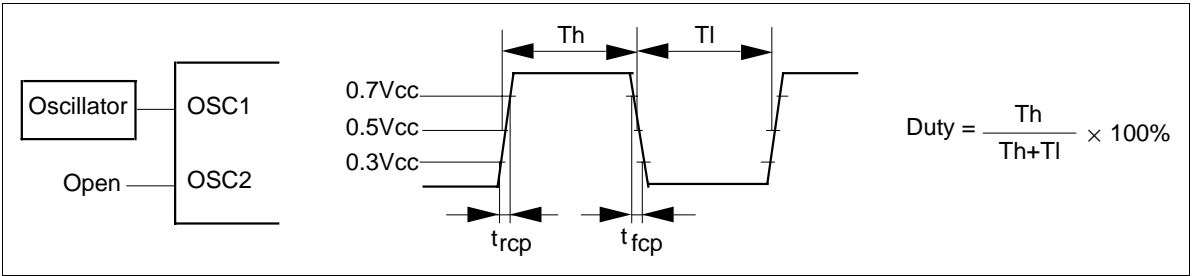 Oscillator
OSC1
Open
OSC2
Th
Tl
0.7Vcc
0.5Vcc
0.3Vcc
trcp
tfcp
Duty = Th / Th+Tl × 100%